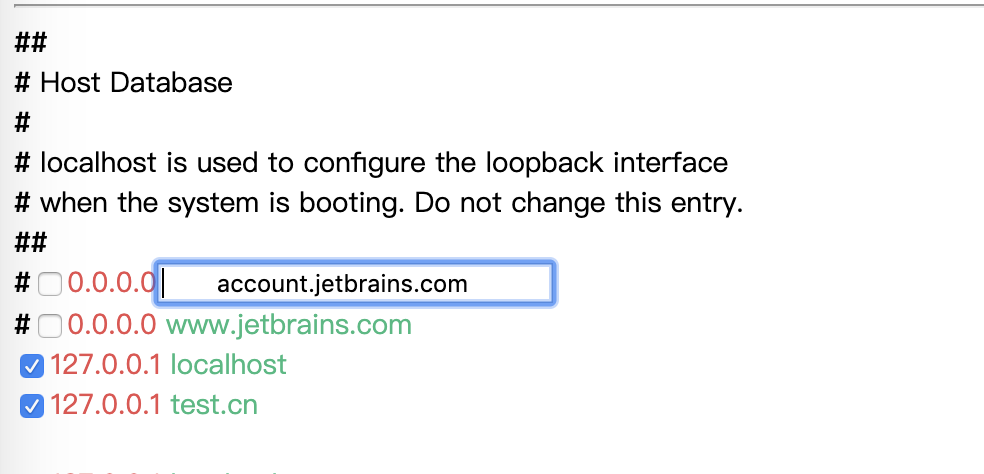 ##
# Host Database
#
# localhost is used to configure the loopback interface
# when the system is booting. Do not change this entry.
##
# 0.0.0.0 account.jetbrains.com
# 0.0.0.0 www.jetbrains.com
127.0.0.1 localhost
127.0.0.1 test.cn